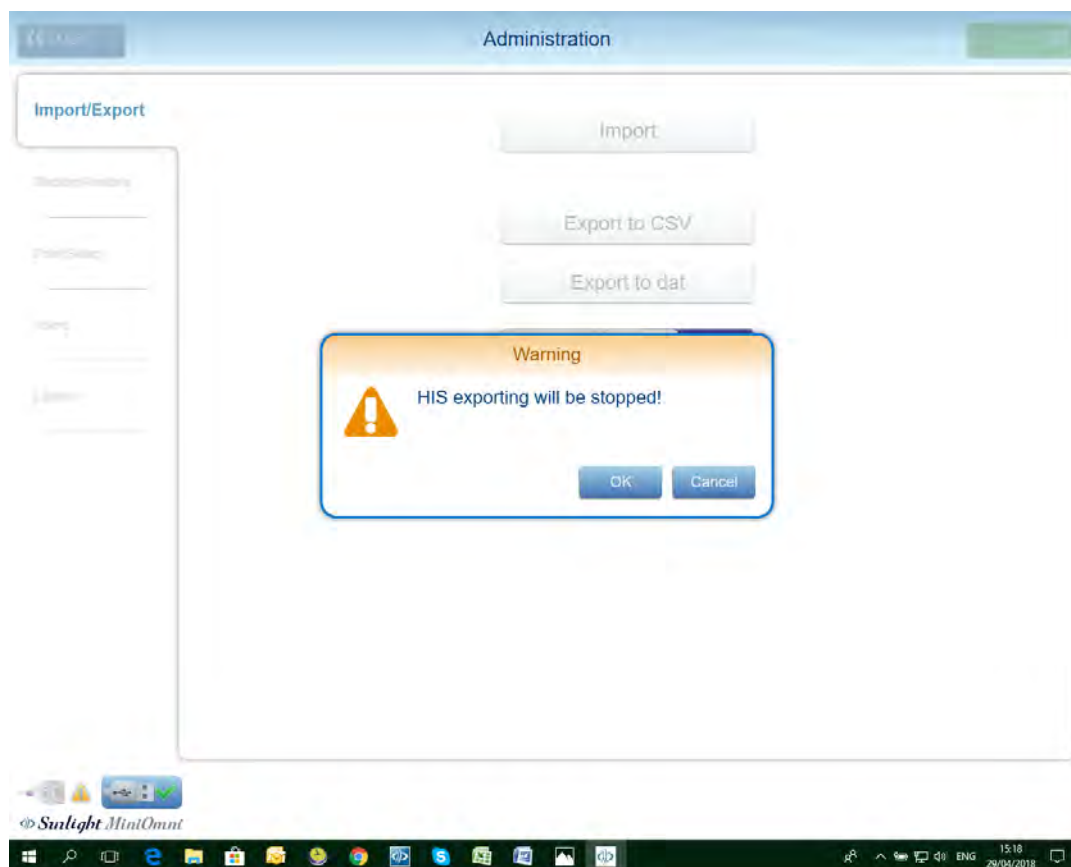 Administration
Import/Export
Import
Export to CSV
Export to dat
Warning
HIS exporting will be stopped!
OK
Cancel
Sunlight MiniOmni
ENG
15:18
29/04/2018